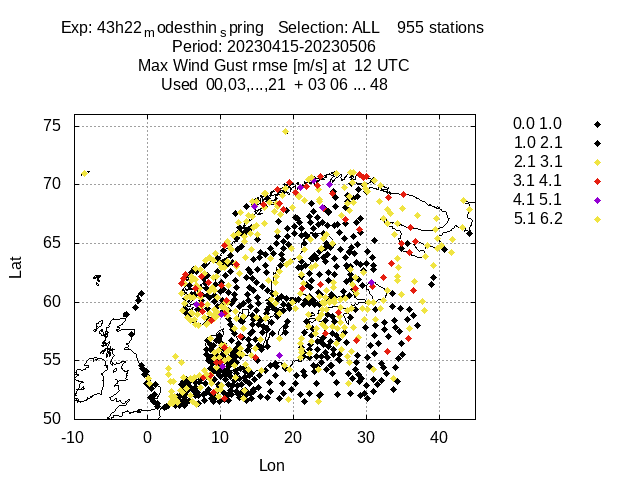 Exp: 43h22modesthinspring   Selection: ALL    955 stations
Period: 20230415-20230506
Max Wind Gust rmse [m/s] at  12 UTC
Used  00,03,...,21  + 03 06 ... 48
0.0 1.0
1.0 2.1
2.1 3.1
3.1 4.1
4.1 5.1
5.1 6.2
75
70
65
60
55
50
Lat
-10 0 10 20 30 40
Lon